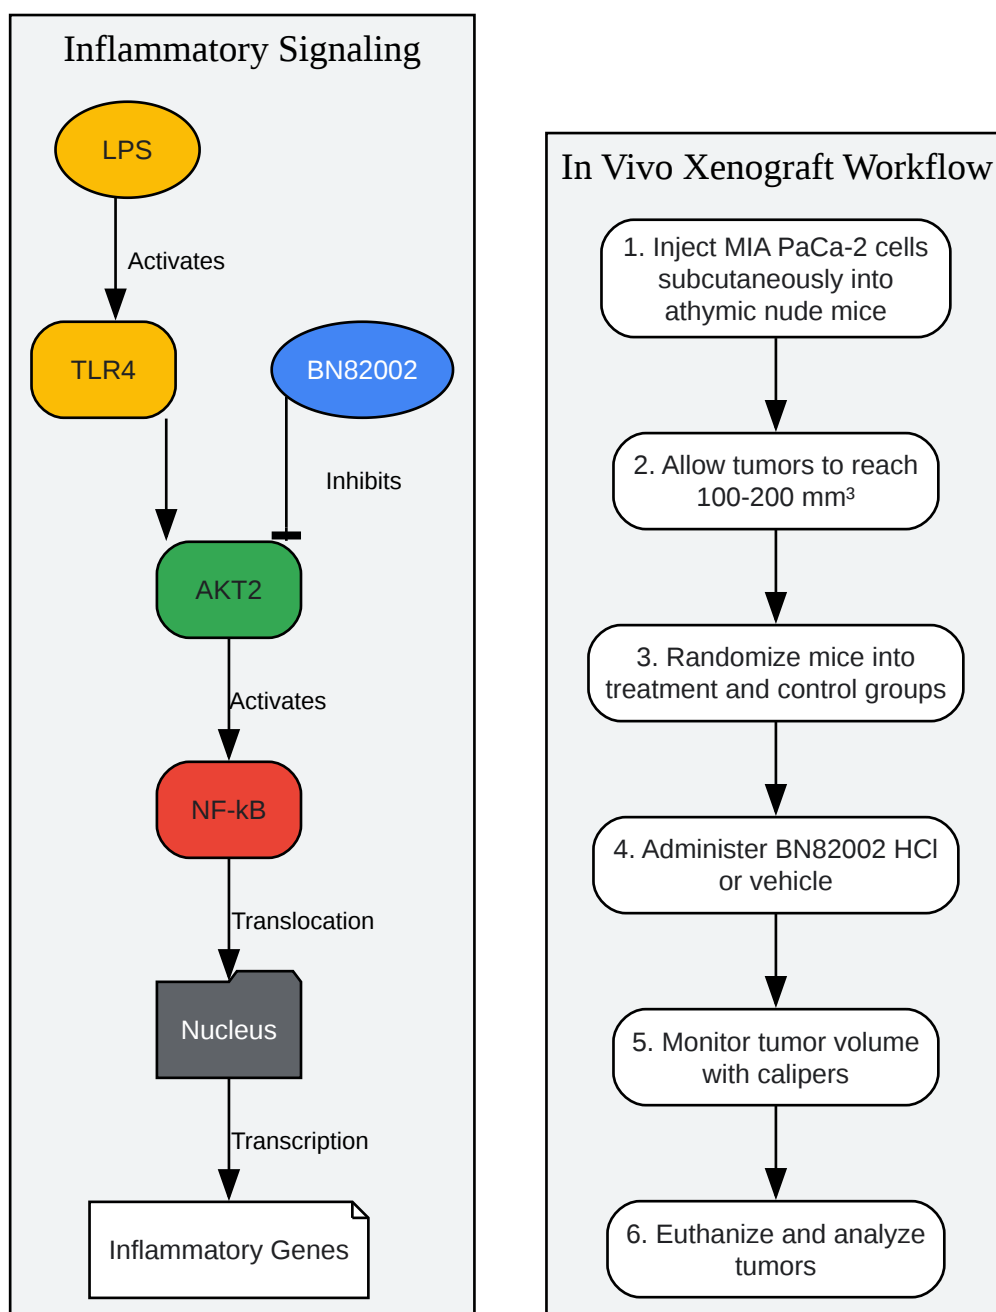 Inflammatory Signaling
LPS
Activates
TLR4
BN82002
Inhibits
AKT2
Activates
NF-kB
Translocation
Nucleus
Transcription
Inflammatory Genes
In Vivo Xenograft Workflow
1. Inject MIA PaCa-2 cells
subcutaneously into
athymic nude mice
2. Allow tumors to reach
100-200 mm³
3. Randomize mice into
treatment and control groups
4. Administer BN82002 HCl
or vehicle
5. Monitor tumor volume
with calipers
6. Euthanize and analyze
tumors